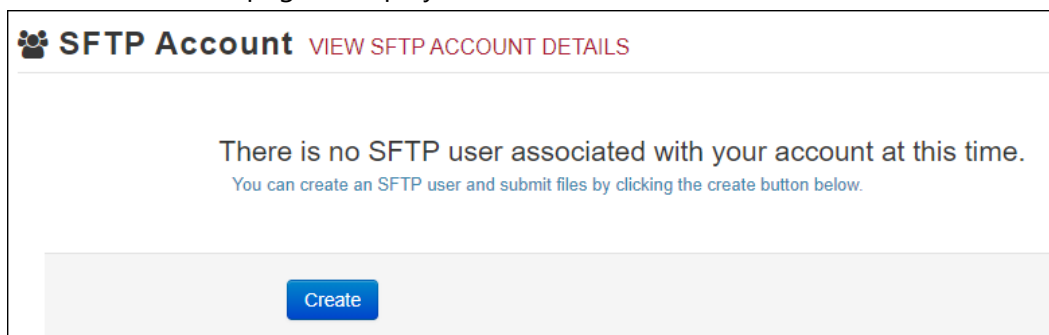 SFTP Account VIEW SFTP ACCOUNT DETAILS
There is no SFTP user associated with your account at this time.
You can create an SFTP user and submit files by clicking the create button below.
Create